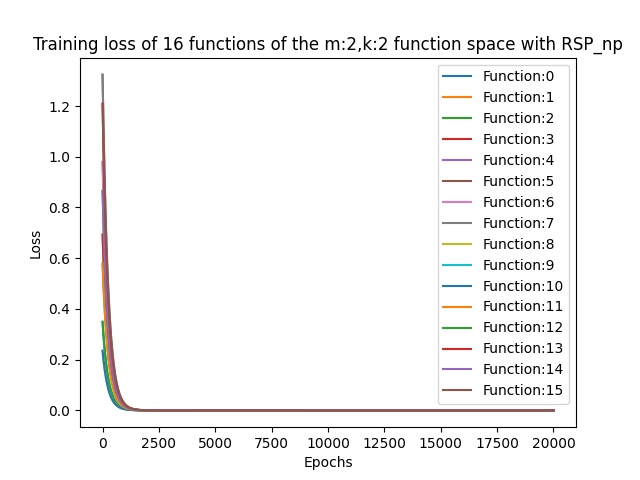 Training loss of 16 functions of the m:2,k:2 function space with RSP_np
Loss
1.2
1.0
0.8
0.6
0.4
0.2
0.0
Function:0
Function:1
Function:2
Function:3
Function:4
Function:5
Function:6
Function:7
Function:8
Function:9
Function:10
Function:11
Function:12
Function:13
Function:14
Function:15
0 2500 5000 7500 10000 12500 15000 17500 20000
Epochs